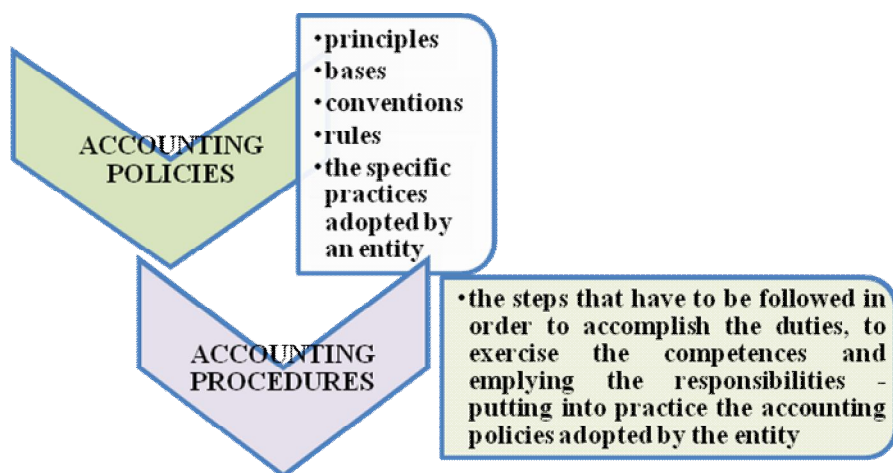 ACCOUNTING
POLICIES
•principles
•bases
•conventions
•rules
•the specific
practices
adopted by
an entity
ACCOUNTING
PROCEDURES
•the steps that have to be followed in
order to accomplish the duties, to
exercise the competences and
emplying the responsibilities -
putting into practice the accounting
policies adopted by the entity